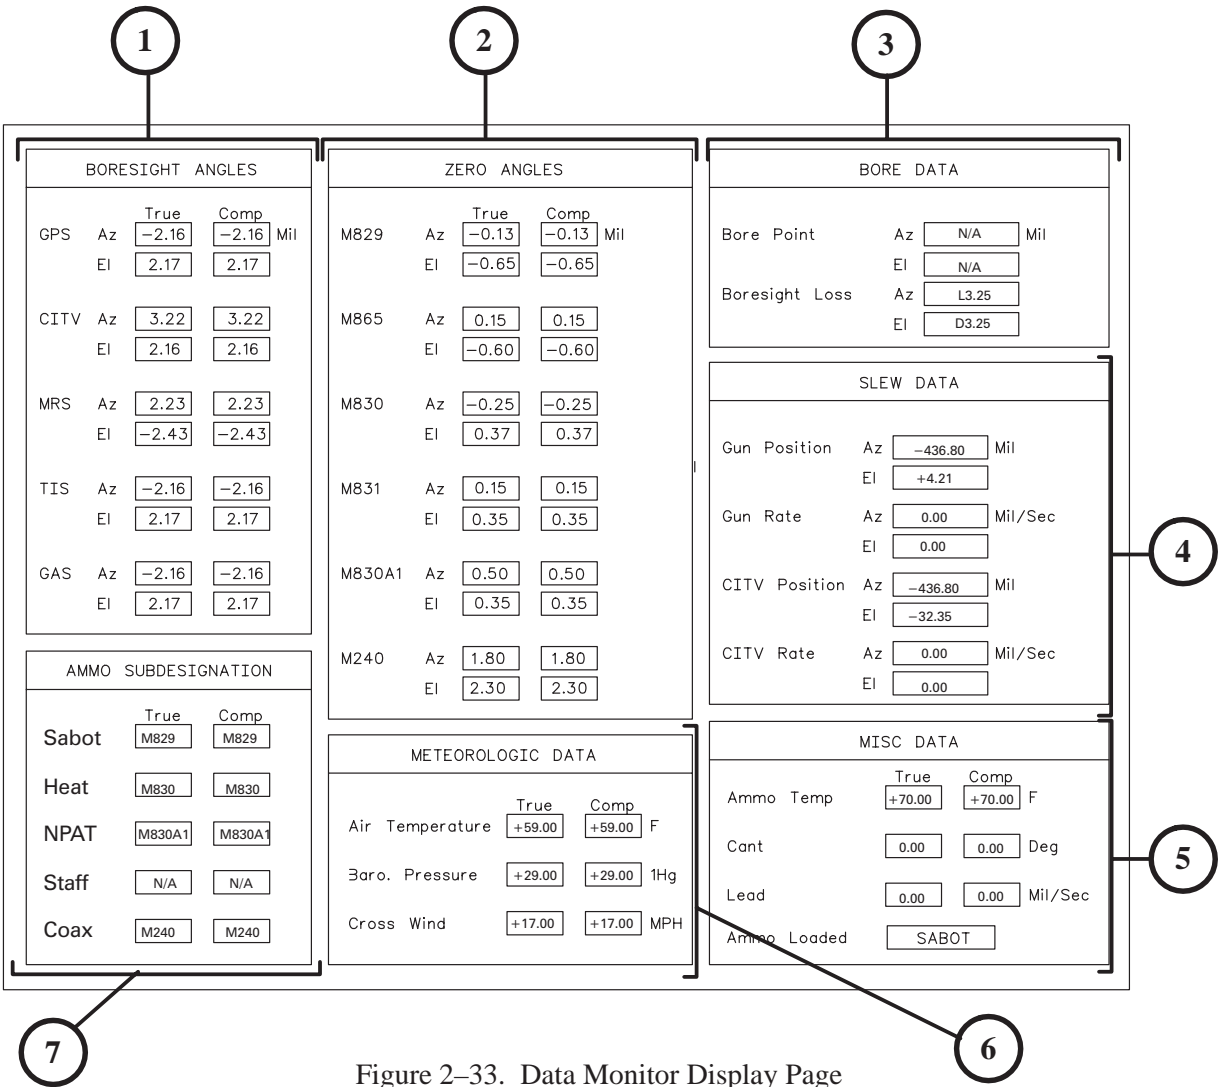 1
2
3
BORESIGHT ANGLES
True Comp
GPS Az −2.16 −2.16 Mil
El 2.17 2.17
CITV Az 3.22 3.22
El 2.16 2.16
MRS Az 2.23 2.23
El −2.43 −2.43
TIS Az −2.16 −2.16
El 2.17 2.17
GAS Az −2.16 −2.16
El 2.17 2.17
ZERO ANGLES
True Comp
M829 Az −0.13 −0.13 Mil
El −0.65 −0.65
M865 Az 0.15 0.15
El −0.60 −0.60
M830 Az −0.25 −0.25
El 0.37 0.37
M831 Az 0.15 0.15
El 0.35 0.35
M830A1 Az 0.50 0.50
El 0.35 0.35
M240 Az 1.80 1.80
El 2.30 2.30
BORE DATA
Bore Point Az N/A Mil
El N/A
Boresight Loss Az L3.25
El D3.25
SLEW DATA
Gun Position Az −436.80 Mil
El +4.21
Gun Rate Az 0.00 Mil/Sec
El 0.00
CITV Position Az −436.80 Mil
El −32.35
CITV Rate Az 0.00 Mil/Sec
El 0.00
4
AMMO SUBDESIGNATION
True Comp
Sabot M829 M829
Heat M830 M830
NPAT M830A1 M830A1
Staff N/A N/A
Coax M240 M240
METEOROLOGIC DATA
True Comp
Air Temperature +59.00 +59.00 F
Baro. Pressure +29.00 +29.00 1Hg
Cross Wind +17.00 +17.00 MPH
MISC DATA
True Comp
Ammo Temp +70.00 +70.00 F
Cant 0.00 0.00 Deg
Lead 0.00 0.00 Mil/Sec
Ammo Loaded SABOT
5
7
6
Figure 2–33. Data Monitor Display Page